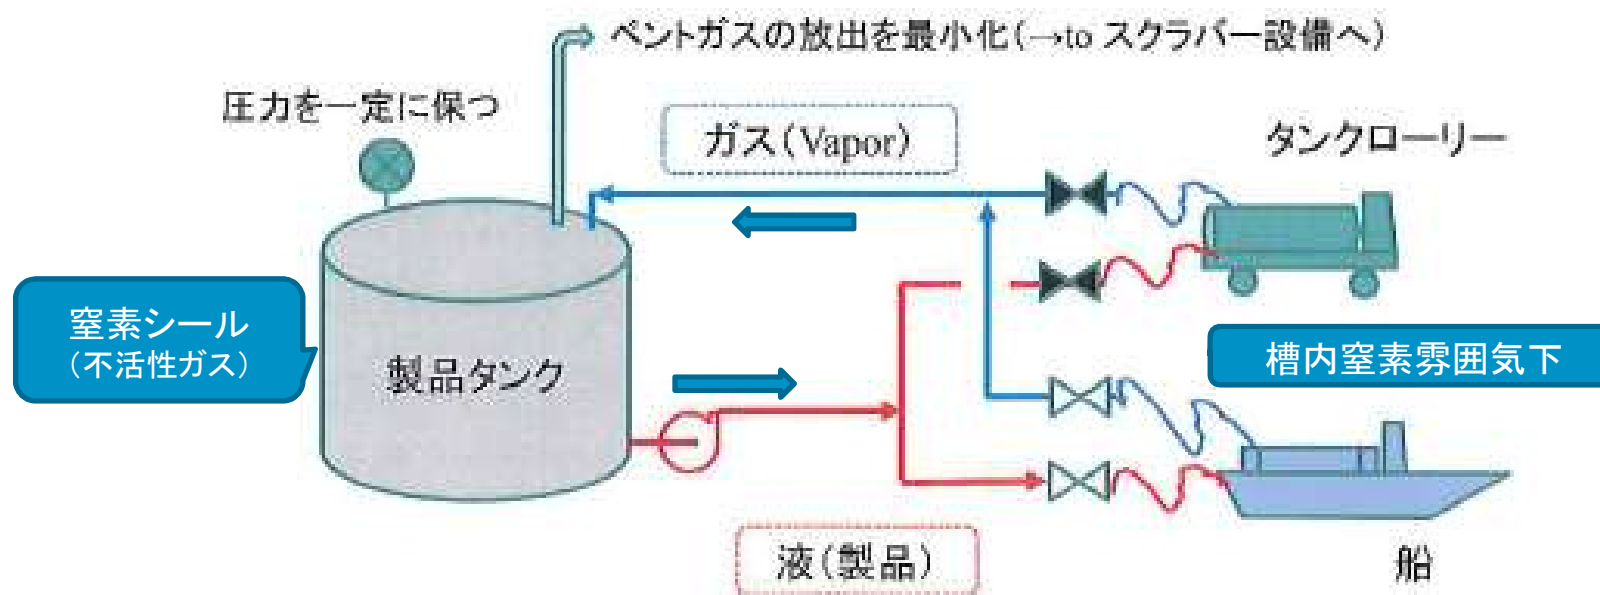 ベントガスの放出を最小化(→to スクラバー設備へ)
圧力を一定に保つ
ガス(Vapor)
タンクローリー
窒素シール
(不活性ガス)
製品タンク
槽内窒素雰囲気下
液(製品)
船